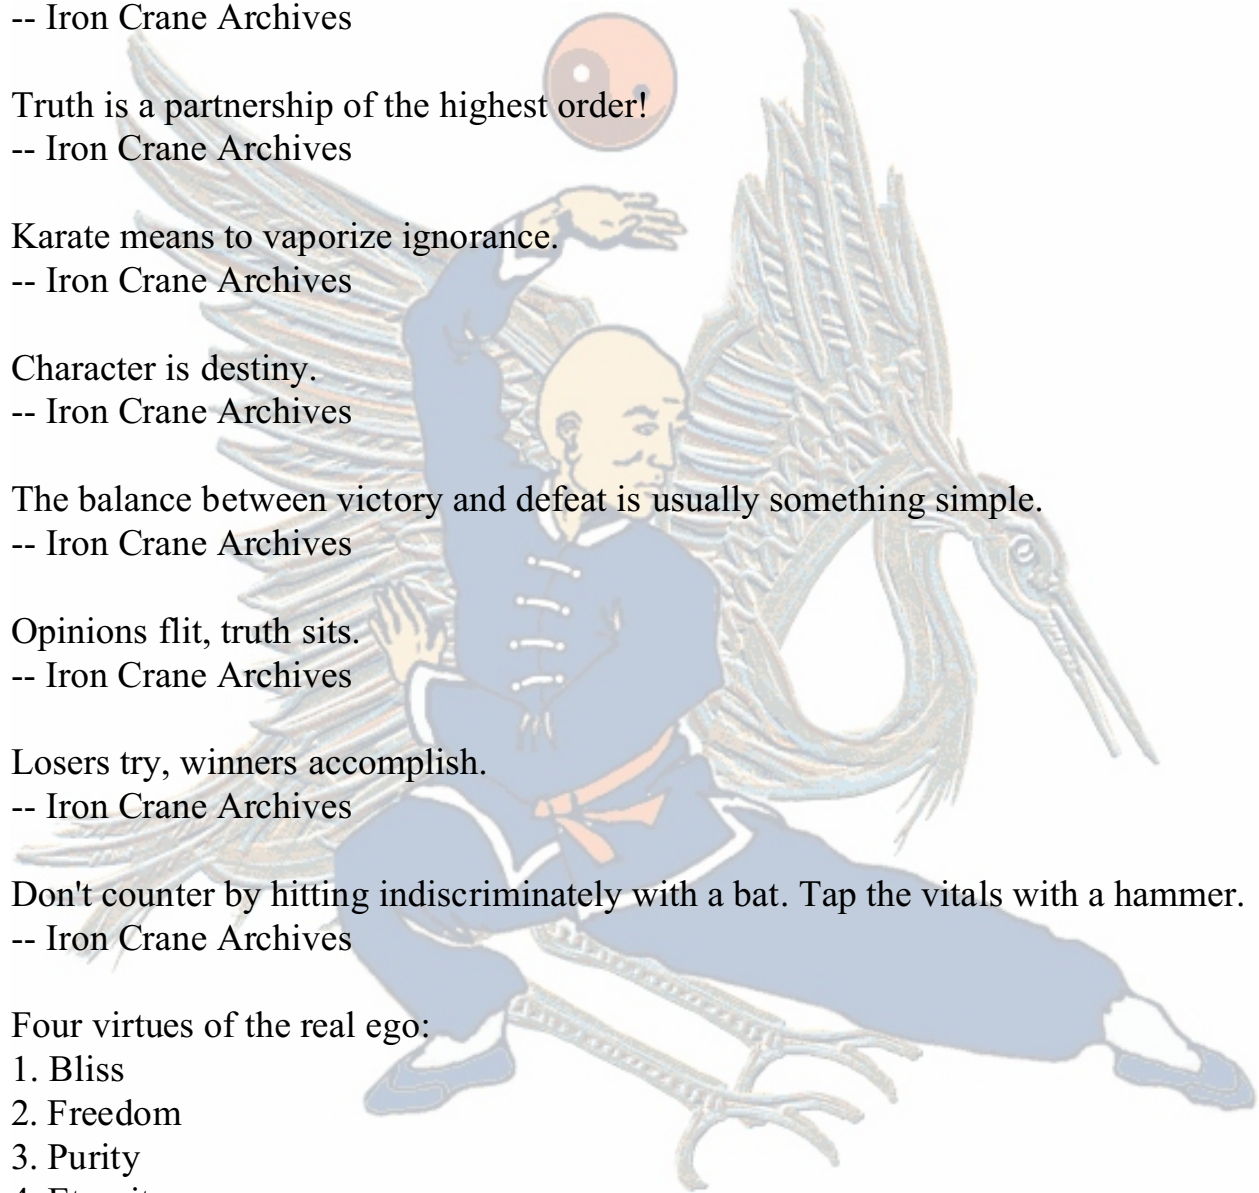 -- Iron Crane Archives
Truth is a partnership of the highest order!
-- Iron Crane Archives
Karate means to vaporize ignorance.
-- Iron Crane Archives
Character is destiny.
-- Iron Crane Archives
The balance between victory and defeat is usually something simple.
-- Iron Crane Archives
Opinions flit, truth sits.
-- Iron Crane Archives
Losers try, winners accomplish.
-- Iron Crane Archives
Don't counter by hitting indiscriminately with a bat. Tap the vitals with a hammer.
-- Iron Crane Archives
Four virtues of the real ego:
1. Bliss
2. Freedom
3. Purity